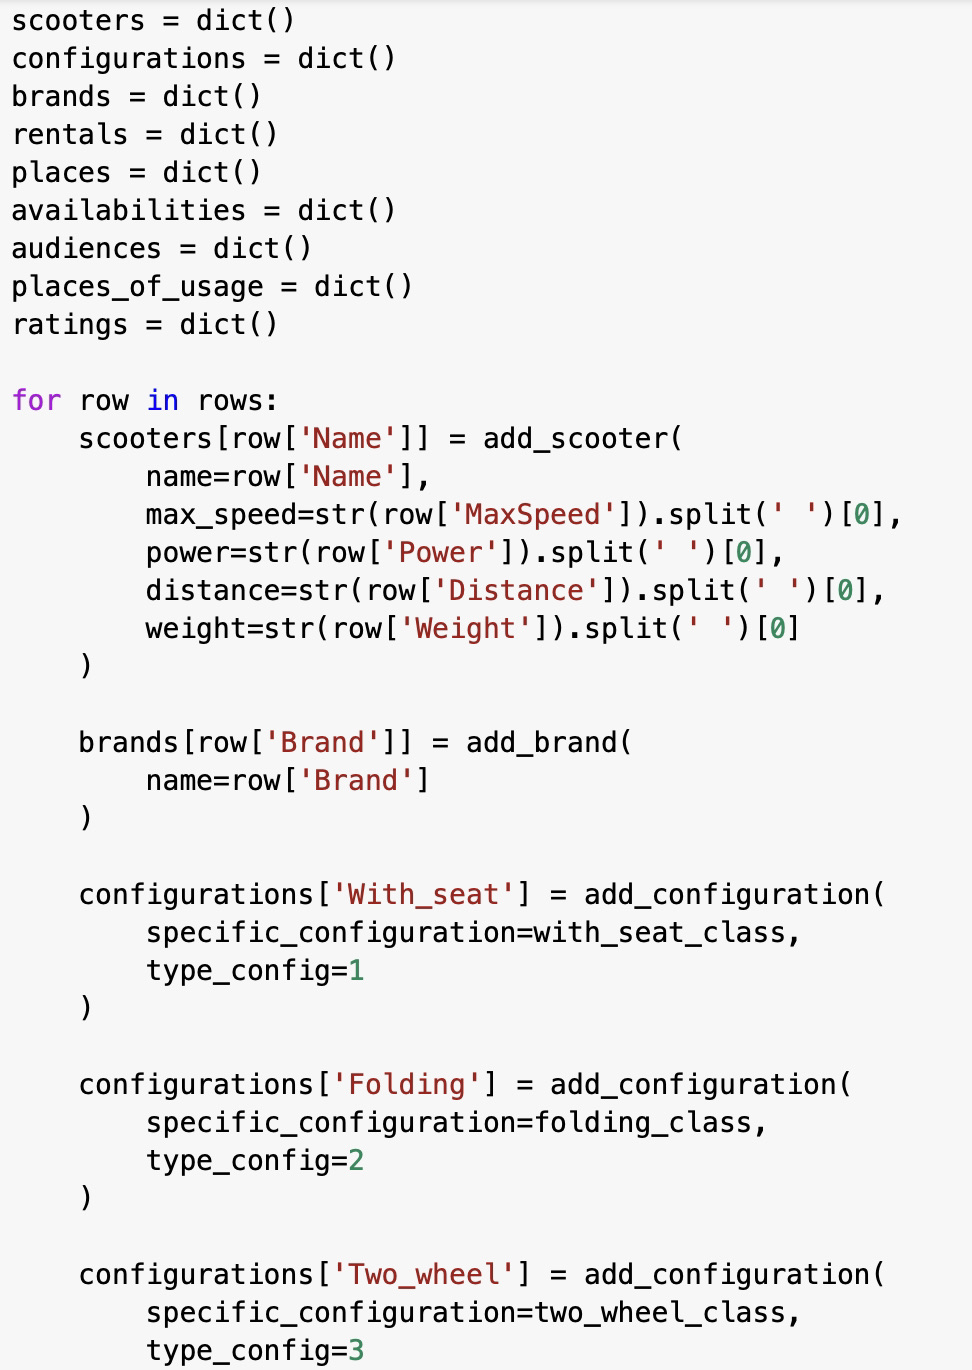 scooters = dict()
configurations = dict()
brands = dict()
rentals = dict()
places = dict()
availabilities = dict()
audiences = dict()
places_of_usage = dict()
ratings = dict()

for row in rows:
    scooters[row['Name']] = add_scooter(
        name=row['Name'],
        max_speed=str(row['MaxSpeed']).split(' ')[0],
        power=str(row['Power']).split(' ')[0],
        distance=str(row['Distance']).split(' ')[0],
        weight=str(row['Weight']).split(' ')[0]
    )

    brands[row['Brand']] = add_brand(
        name=row['Brand']
    )

    configurations['With_seat'] = add_configuration(
        specific_configuration=with_seat_class,
        type_config=1
    )

    configurations['Folding'] = add_configuration(
        specific_configuration=folding_class,
        type_config=2
    )

    configurations['Two_wheel'] = add_configuration(
        specific_configuration=two_wheel_class,
        type_config=3